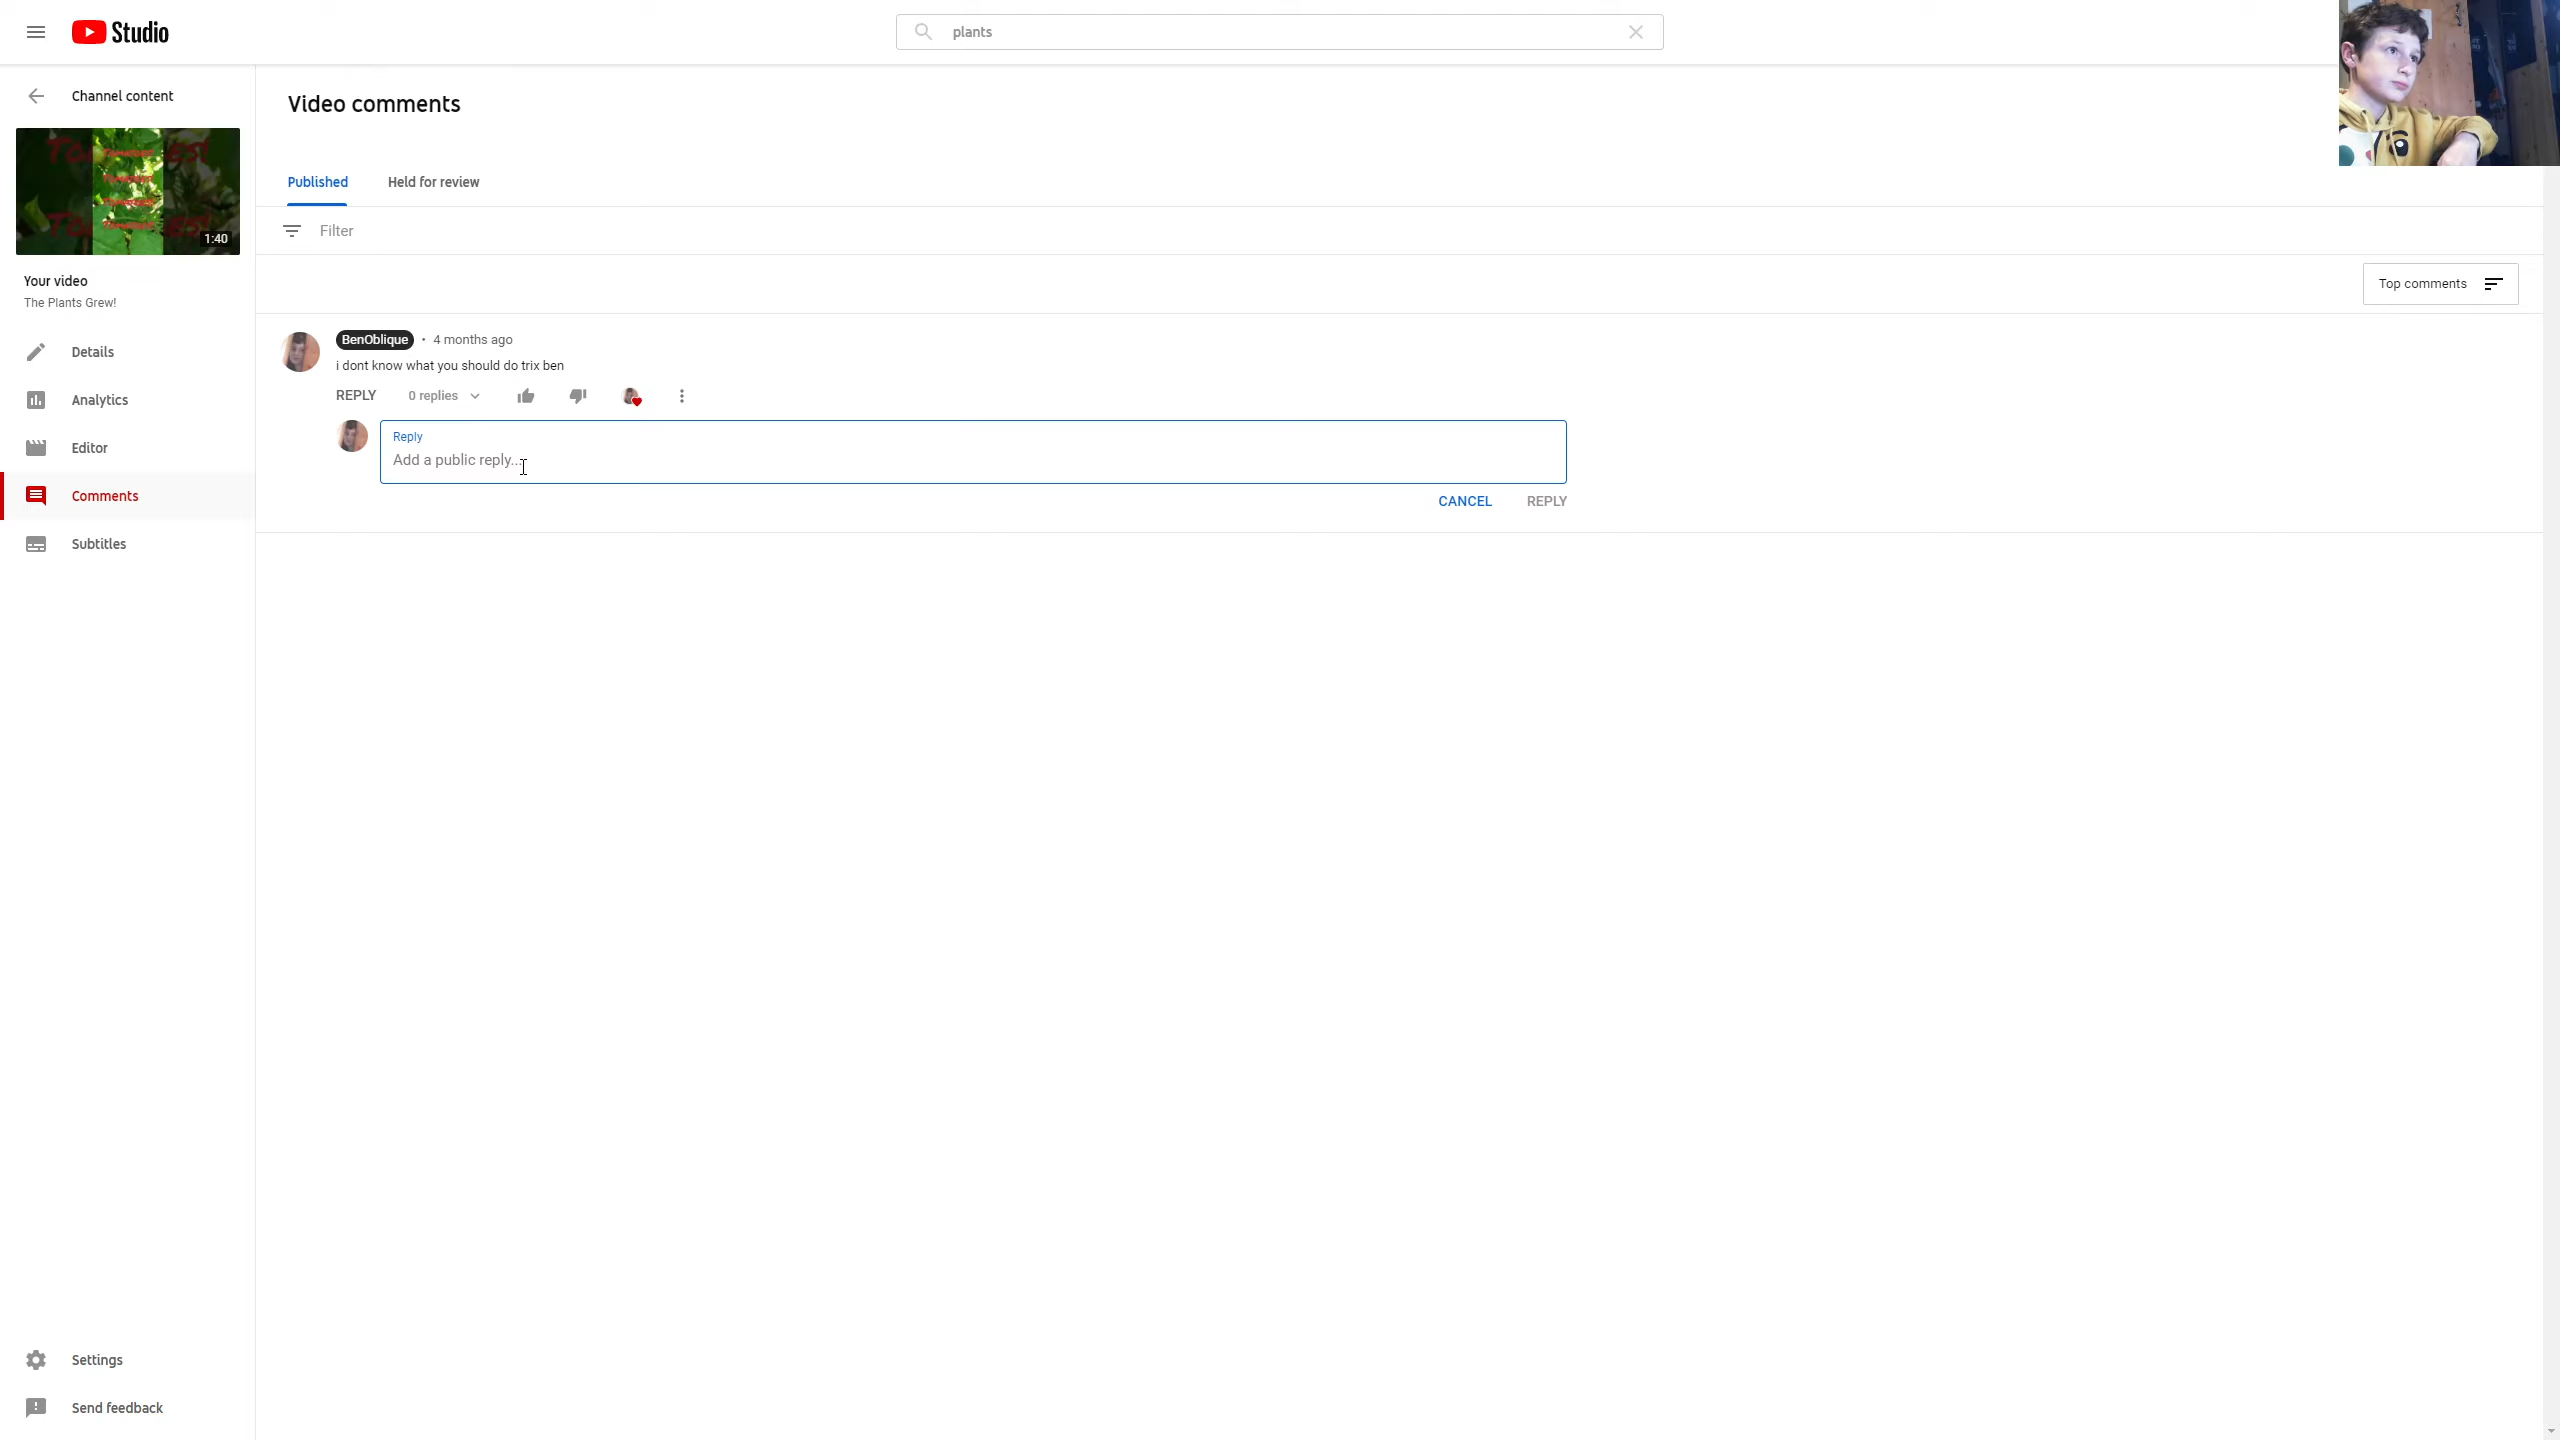 Studio
plants
Channel content
1:40
Your video
The Plants Grew!
Details
Analytics
Editor
Comments
Subtitles
Settings
Send feedback
Video comments
Published
Held for review
Filter
Top comments
BenOblique • 4 months ago
i dont know what you should do trix ben
REPLY 0 replies
Reply
Add a public reply...
CANCEL REPLY